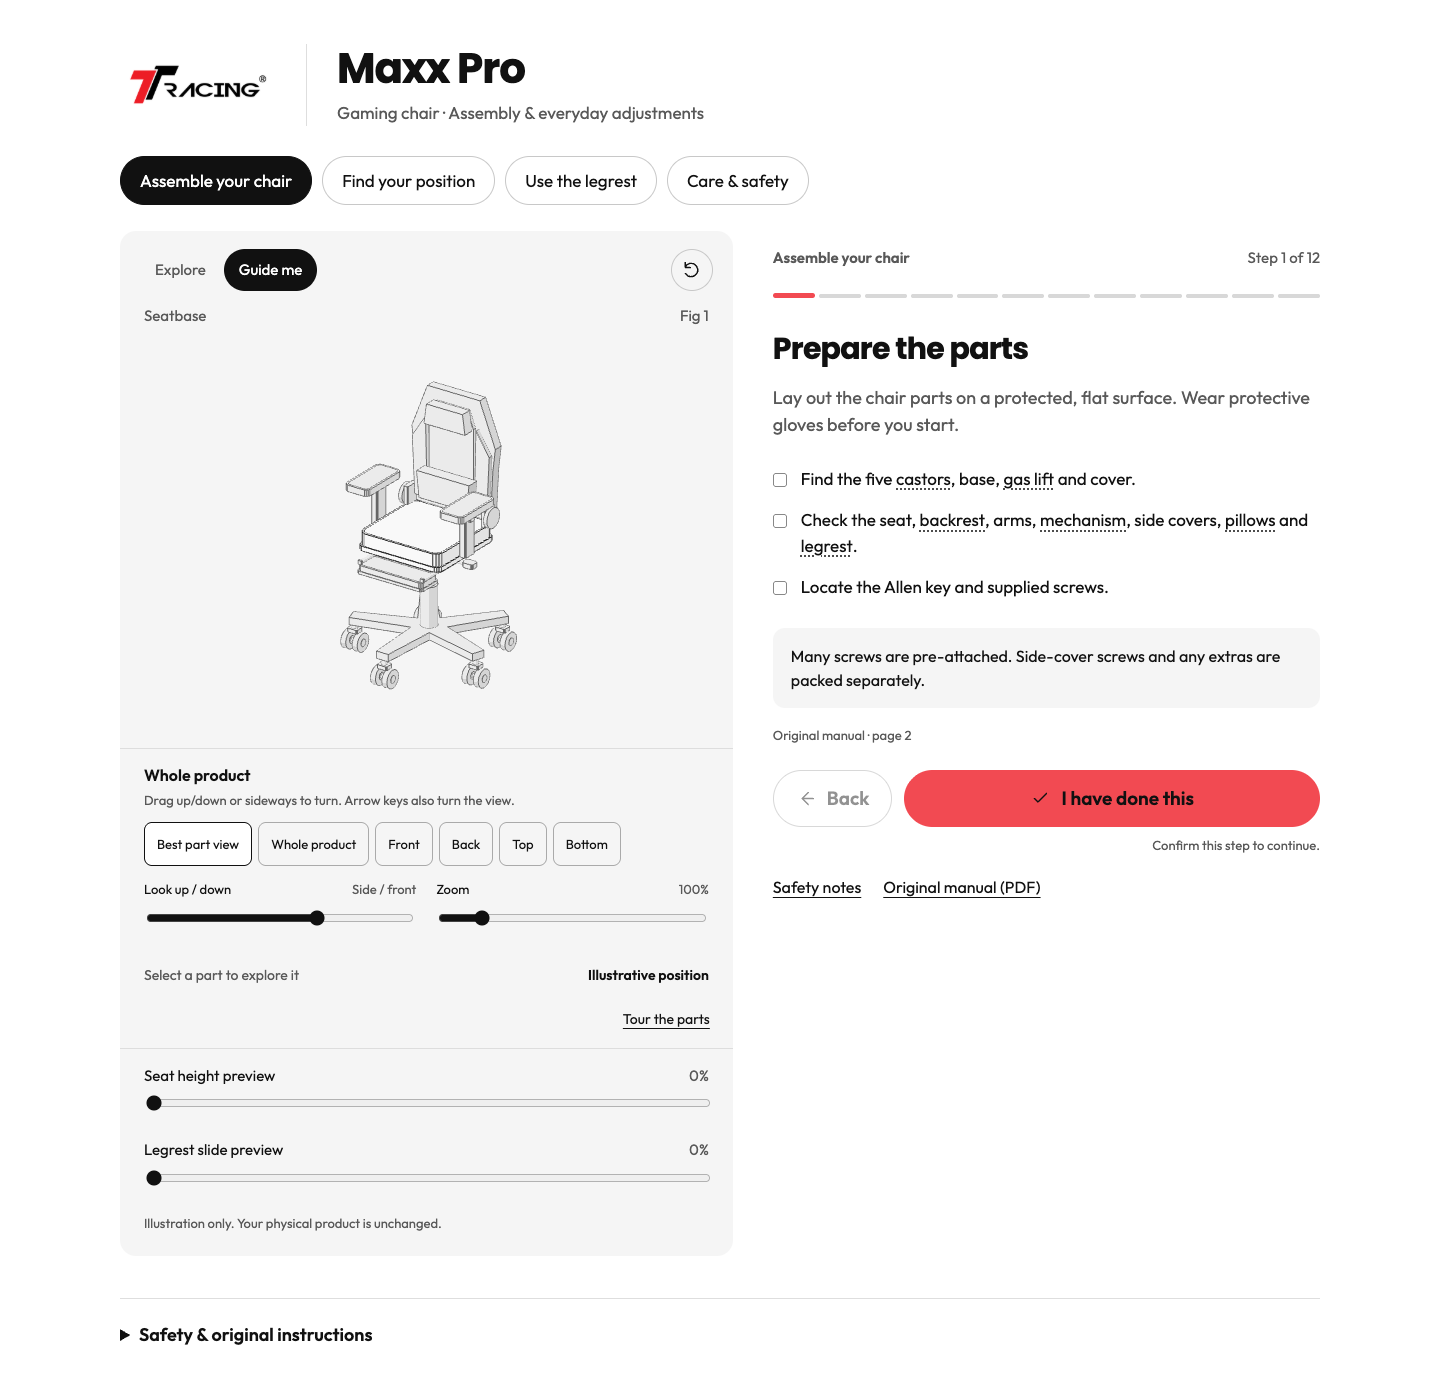 TTRACING®
Maxx Pro
Gaming chair · Assembly & everyday adjustments
Assemble your chair
Find your position
Use the legrest
Care & safety
Explore
Guide me
Seatbase
Fig 1
Whole product
Drag up/down or sideways to turn. Arrow keys also turn the view.
Best part view
Whole product
Front
Back
Top
Bottom
Look up / down
Side / front
Zoom
100%
Select a part to explore it
Illustrative position
Tour the parts
Seat height preview
0%
Legrest slide preview
0%
Illustration only. Your physical product is unchanged.
Assemble your chair
Step 1 of 12
Prepare the parts
Lay out the chair parts on a protected, flat surface. Wear protective
gloves before you start.
Find the five castors, base, gas lift and cover.
Check the seat, backrest, arms, mechanism, side covers, pillows and
legrest.
Locate the Allen key and supplied screws.
Many screws are pre-attached. Side-cover screws and any extras are
packed separately.
Original manual · page 2
Back
I have done this
Confirm this step to continue.
Safety notes
Original manual (PDF)
Safety & original instructions